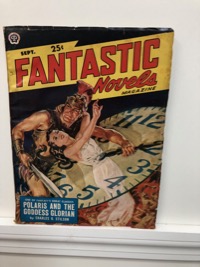 SEPT. 25¢
FANTASTIC
Novels
MAGAZINE
POLARIS AND THE
GODDESS GLORIAN
by CHARLES B. STILSON